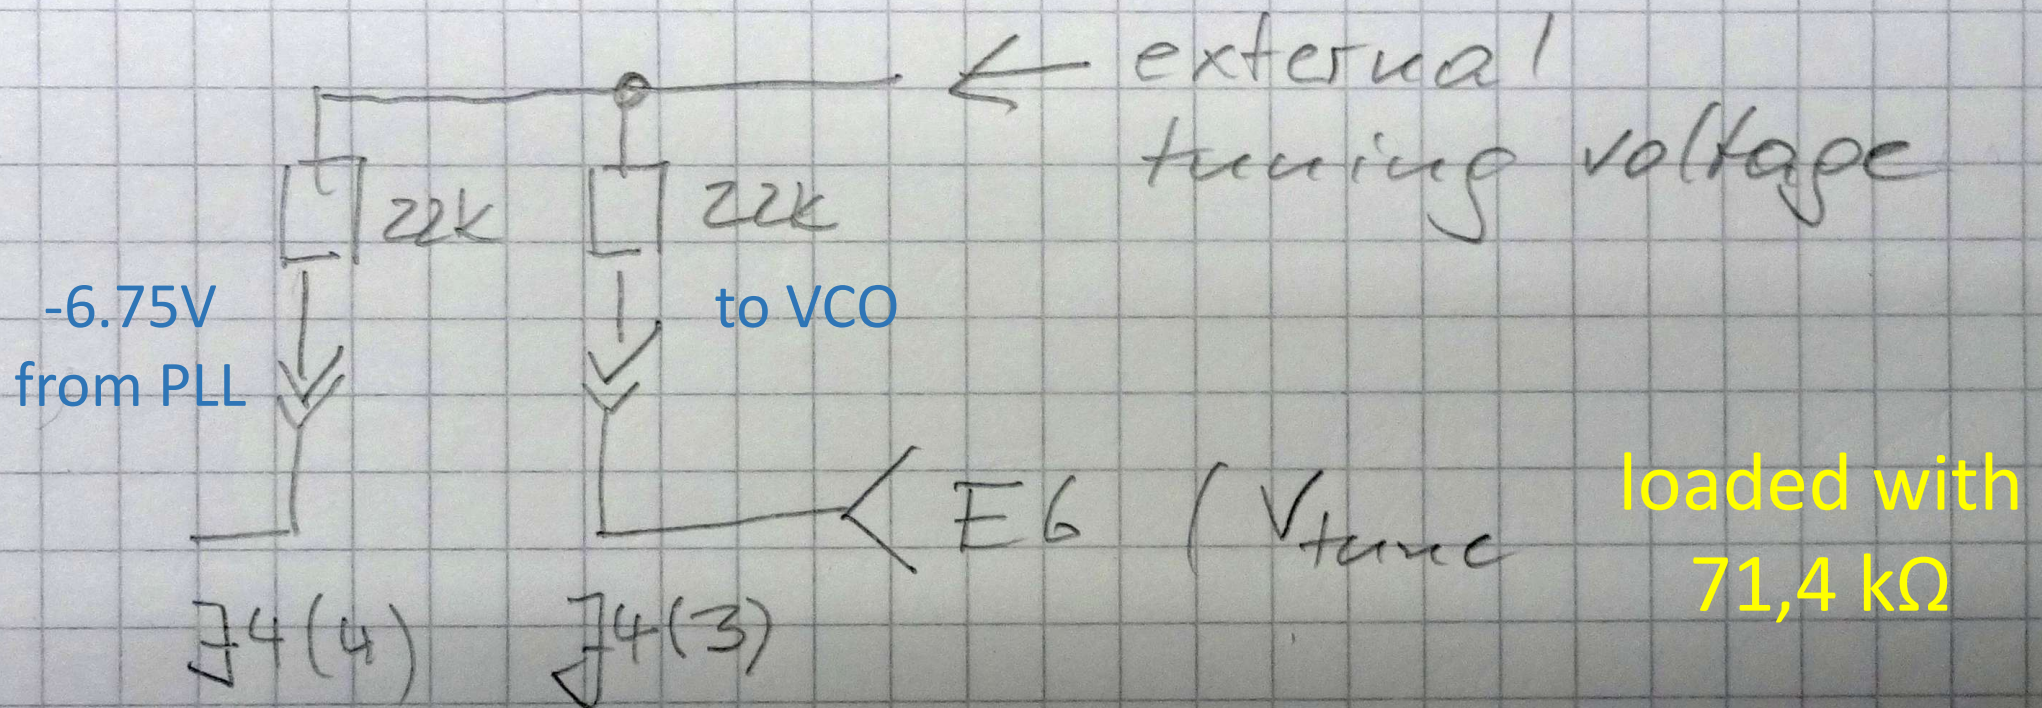 external
tuning voltage
22k
22k
-6.75V
from PLL
to VCO
E6 (Vtune
loaded with
71,4 kΩ
J4(4)
J4(3)